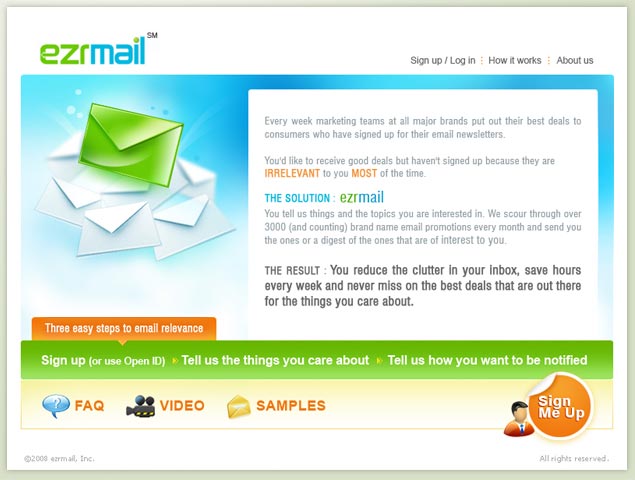 ezrmail SM
Sign up / Log in How it works About us
Every week marketing teams at all major brands put out their best deals to
consumers who have signed up for their email newsletters.
You'd like to receive good deals but haven't signed up because they are
IRRELEVANT to you MOST of the time.
THE SOLUTION : ezrmail
You tell us things and the topics you are interested in. We scour through over
3000 (and counting) brand name email promotions every month and send you
the ones or a digest of the ones that are of interest to you.
THE RESULT : You reduce the clutter in your inbox, save hours
every week and never miss on the best deals that are out there
for the things you care about.
Three easy steps to email relevance
Sign up (or use Open ID) Tell us the things you care about Tell us how you want to be notified
FAQ VIDEO SAMPLES
Sign
Me Up
©2008 ezrmail, Inc. All rights reserved.